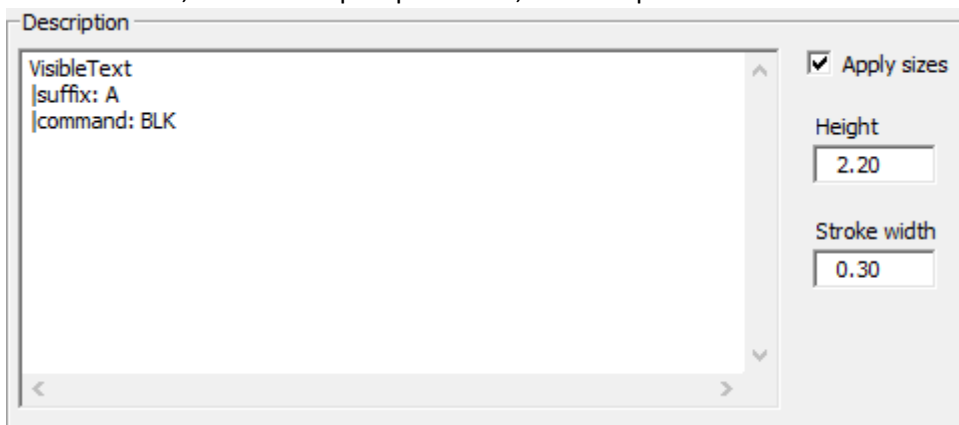 Description
VisibleText
|suffix: A
|command: BLK
Apply sizes
Height
2.20
Stroke width
0.30